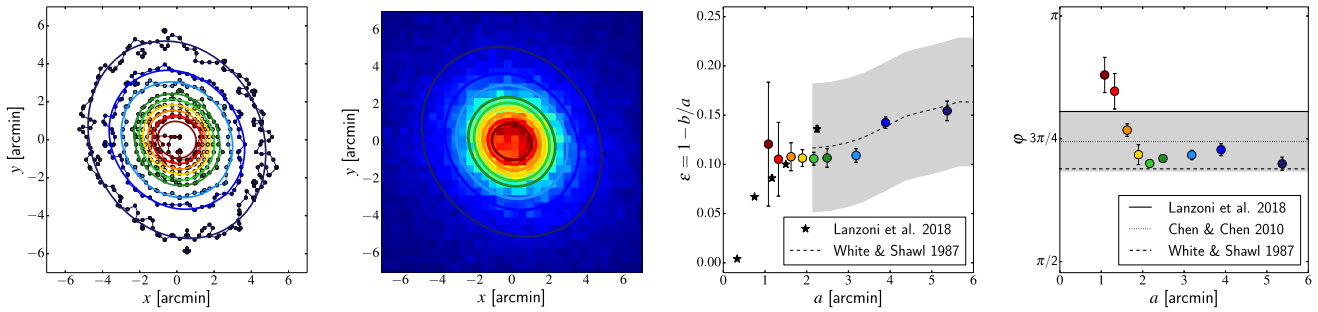 6
4
2
0
−2
−4
−6
y [arcmin]
−6 −4 −2 0 2 4 6
x [arcmin]
6
4
2
0
−2
−4
−6
y [arcmin]
−6 −4 −2 0 2 4 6
x [arcmin]
0.25
0.20
0.15
0.10
0.05
0.00
ε = 1 − b/a
Lanzoni et al. 2018
White & Shawl 1987
0 1 2 3 4 5 6
a [arcmin]
π
φ 3π/4
π/2
Lanzoni et al. 2018
Chen & Chen 2010
White & Shawl 1987
0 1 2 3 4 5 6
a [arcmin]